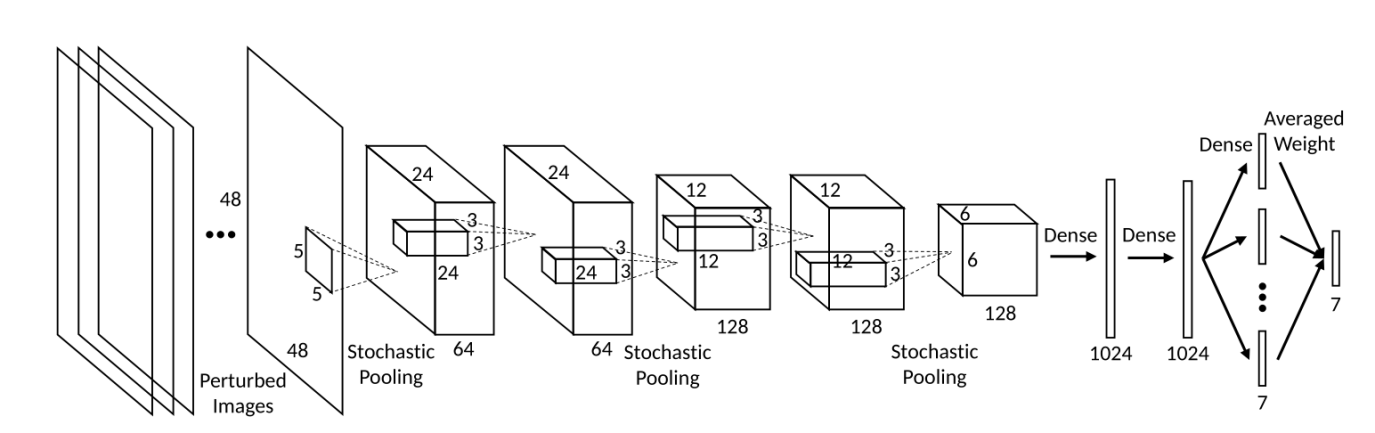 48
5
5
48
Perturbed
Images
24
3
3
24
64
Stochastic
Pooling
24
3
3
24
64
Stochastic
Pooling
12
3
3
12
128
12
3
3
12
128
Stochastic
Pooling
6
6
128
Dense
1024
Dense
1024
Dense
Averaged
Weight
7
7